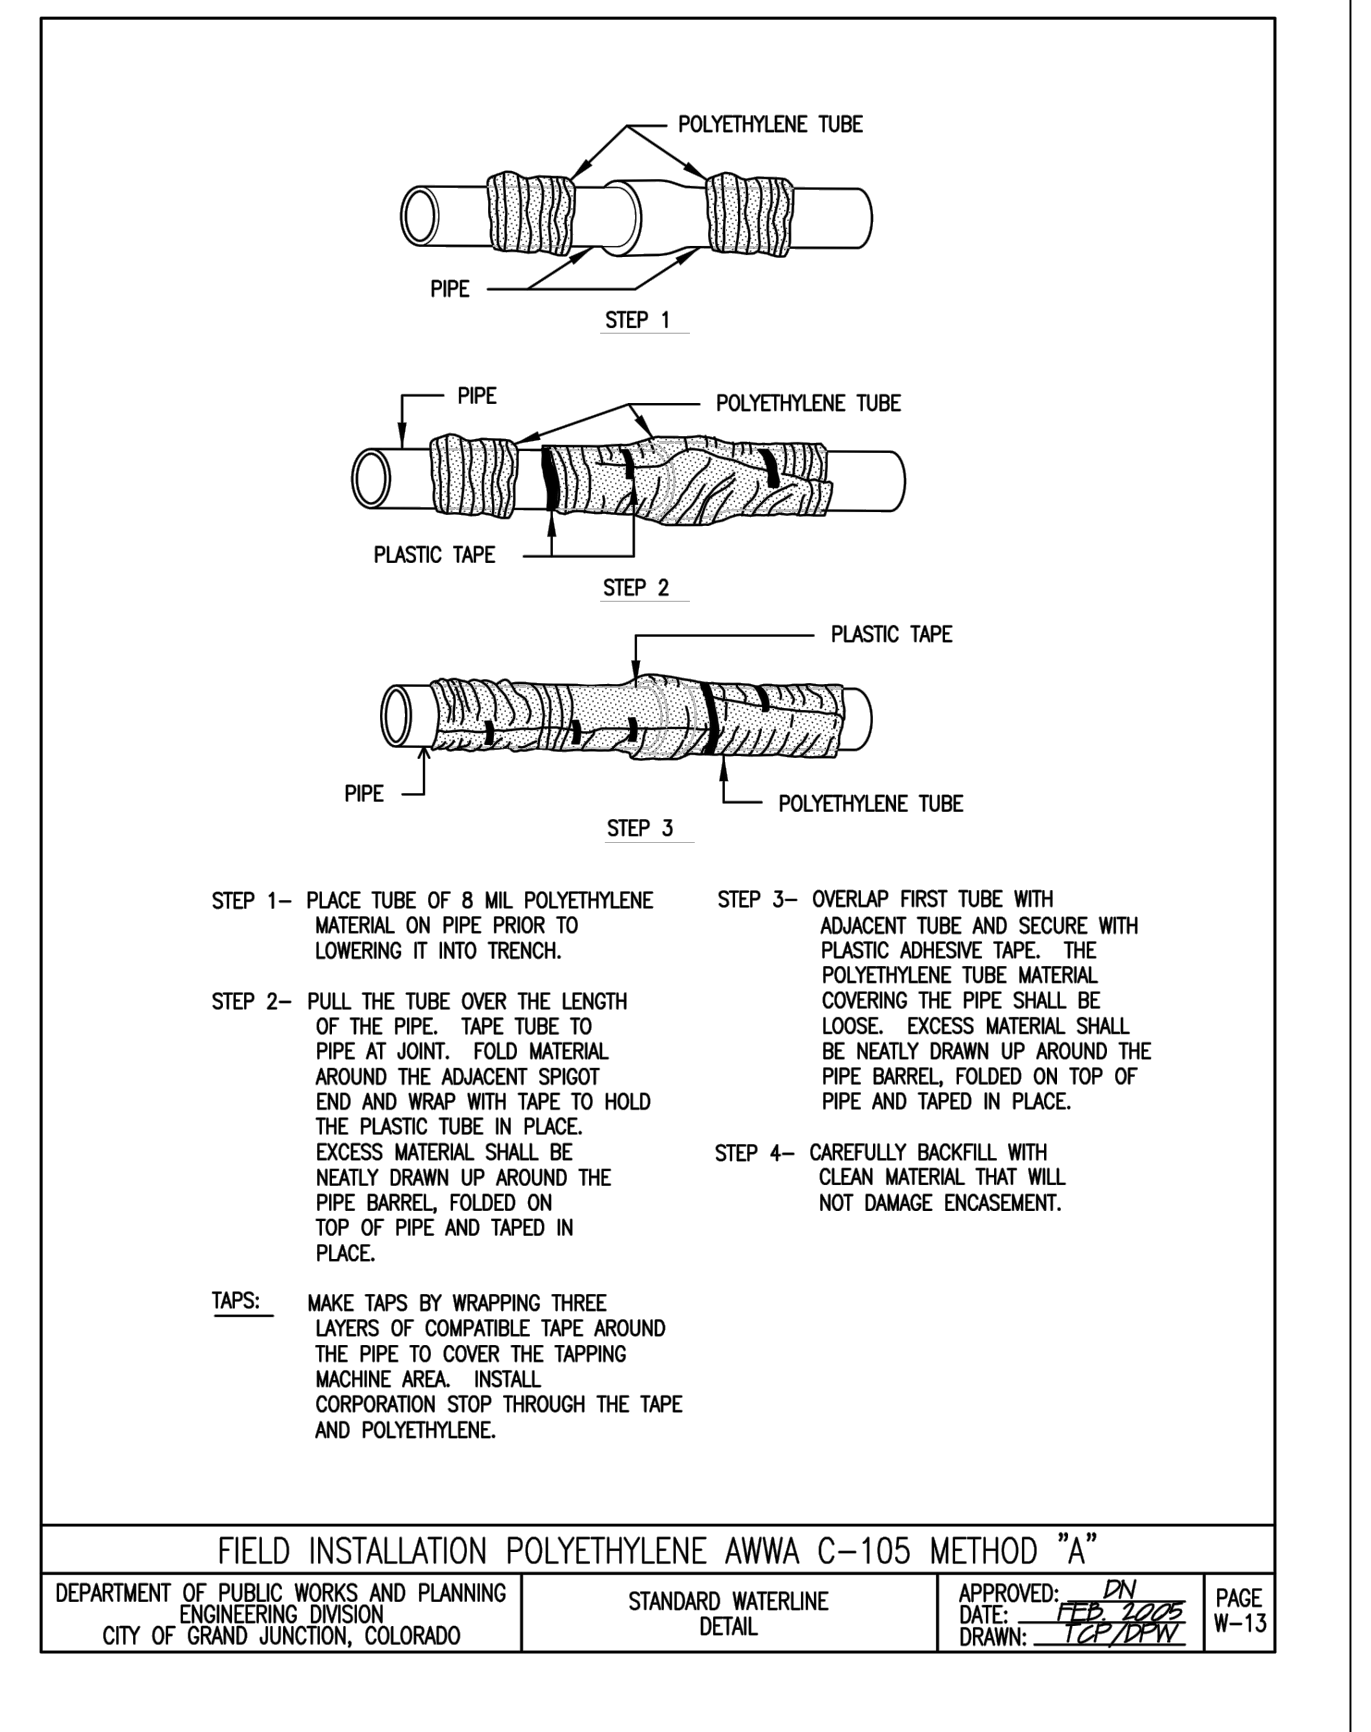 POLYETHYLENE TUBE
PIPE
STEP 1
PIPE
POLYETHYLENE TUBE
PLASTIC TAPE
STEP 2
PLASTIC TAPE
PIPE
POLYETHYLENE TUBE
STEP 3
STEP 1– PLACE TUBE OF 8 MIL POLYETHYLENE
MATERIAL ON PIPE PRIOR TO
LOWERING IT INTO TRENCH.
STEP 2– PULL THE TUBE OVER THE LENGTH
OF THE PIPE. TAPE TUBE TO
PIPE AT JOINT. FOLD MATERIAL
AROUND THE ADJACENT SPIGOT
END AND WRAP WITH TAPE TO HOLD
THE PLASTIC TUBE IN PLACE.
EXCESS MATERIAL SHALL BE
NEATLY DRAWN UP AROUND THE
PIPE BARREL, FOLDED ON
TOP OF PIPE AND TAPED IN
PLACE.
TAPS: MAKE TAPS BY WRAPPING THREE
LAYERS OF COMPATIBLE TAPE AROUND
THE PIPE TO COVER THE TAPPING
MACHINE AREA. INSTALL
CORPORATION STOP THROUGH THE TAPE
AND POLYETHYLENE.
STEP 3– OVERLAP FIRST TUBE WITH
ADJACENT TUBE AND SECURE WITH
PLASTIC ADHESIVE TAPE. THE
POLYETHYLENE TUBE MATERIAL
COVERING THE PIPE SHALL BE
LOOSE. EXCESS MATERIAL SHALL
BE NEATLY DRAWN UP AROUND THE
PIPE BARREL, FOLDED ON TOP OF
PIPE AND TAPED IN PLACE.
STEP 4– CAREFULLY BACKFILL WITH
CLEAN MATERIAL THAT WILL
NOT DAMAGE ENCASEMENT.
FIELD INSTALLATION POLYETHYLENE AWWA C–105 METHOD "A"
DEPARTMENT OF PUBLIC WORKS AND PLANNING
ENGINEERING DIVISION
CITY OF GRAND JUNCTION, COLORADO
STANDARD WATERLINE
DETAIL
APPROVED: DN
DATE: FEB. 2005
DRAWN: TCP/DPW
PAGE
W–13